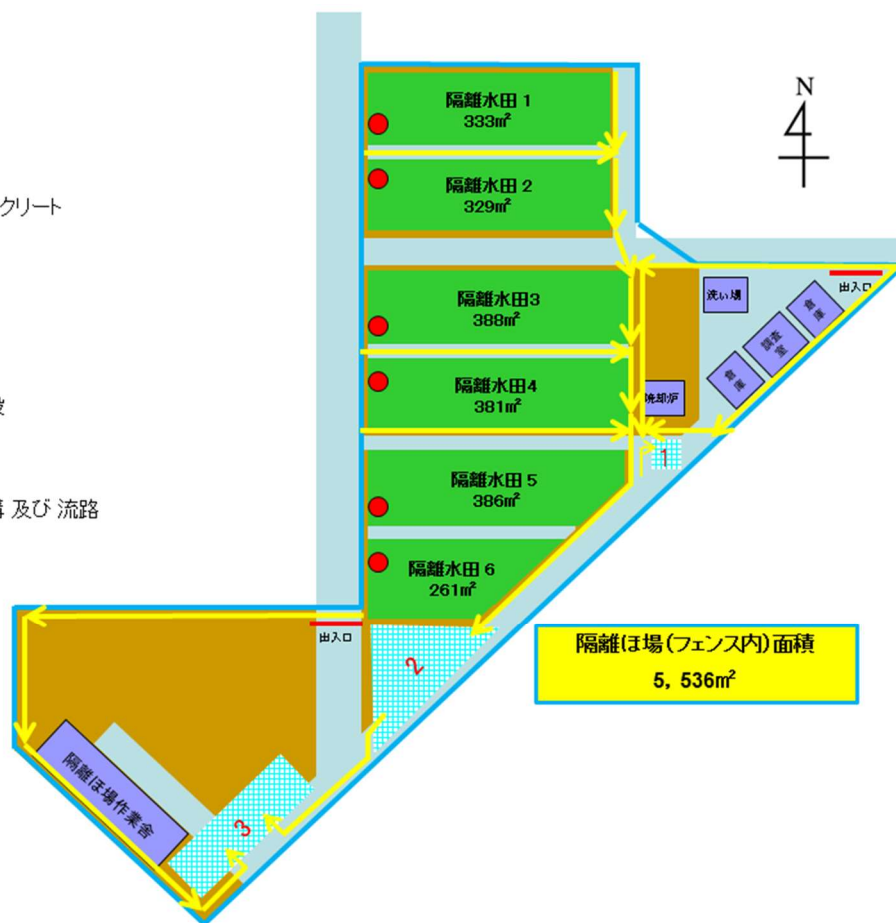 N
隔離水田 1
333㎡
隔離水田 2
329㎡
クリート
隔離水田3
388㎡
洗い場
出入口
倉庫
調査室
倉庫
隔離水田4
381㎡
焼却炉
1
隔離水田 5
386㎡
及び 流路
隔離水田 6
261㎡
出入口
2
隔離ほ場(フェンス内)面積
5, 536㎡
隔離ほ場作業舎
3